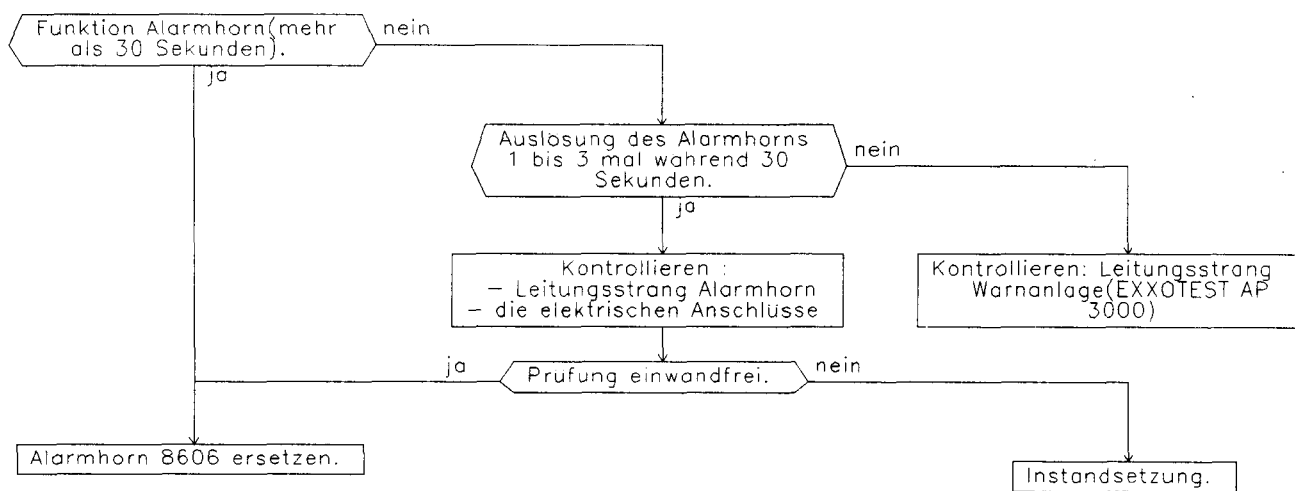 Funktion Alarmhorn(mehr
als 30 Sekunden).
nein
ja
Auslösung des Alarmhorns
1 bis 3 mal wahrend 30
Sekunden.
nein
ja
Kontrollieren :
– Leitungsstrang Alarmhorn
– die elektrischen Anschlüsse
Kontrollieren: Leitungsstrang
Warnanlage(EXXOTEST AP
3000)
ja
Prüfung einwandfrei.
nein
Alarmhorn 8606 ersetzen.
Instandsetzung.